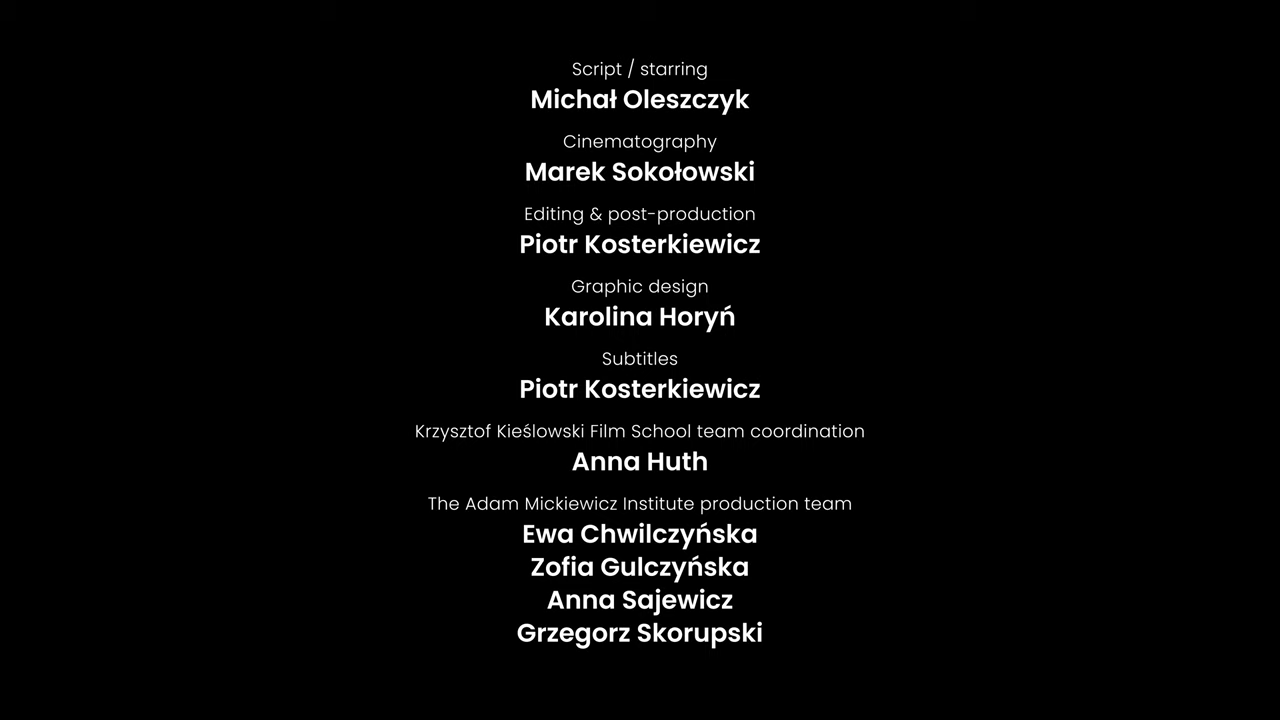 Script / starring
Michał Oleszczyk
Cinematography
Marek Sokołowski
Editing & post-production
Piotr Kosterkiewicz
Graphic design
Karolina Horyń
Subtitles
Piotr Kosterkiewicz
Krzysztof Kieślowski Film School team coordination
Anna Huth
The Adam Mickiewicz Institute production team
Ewa Chwilczyńska
Zofia Gulczyńska
Anna Sajewicz
Grzegorz Skorupski